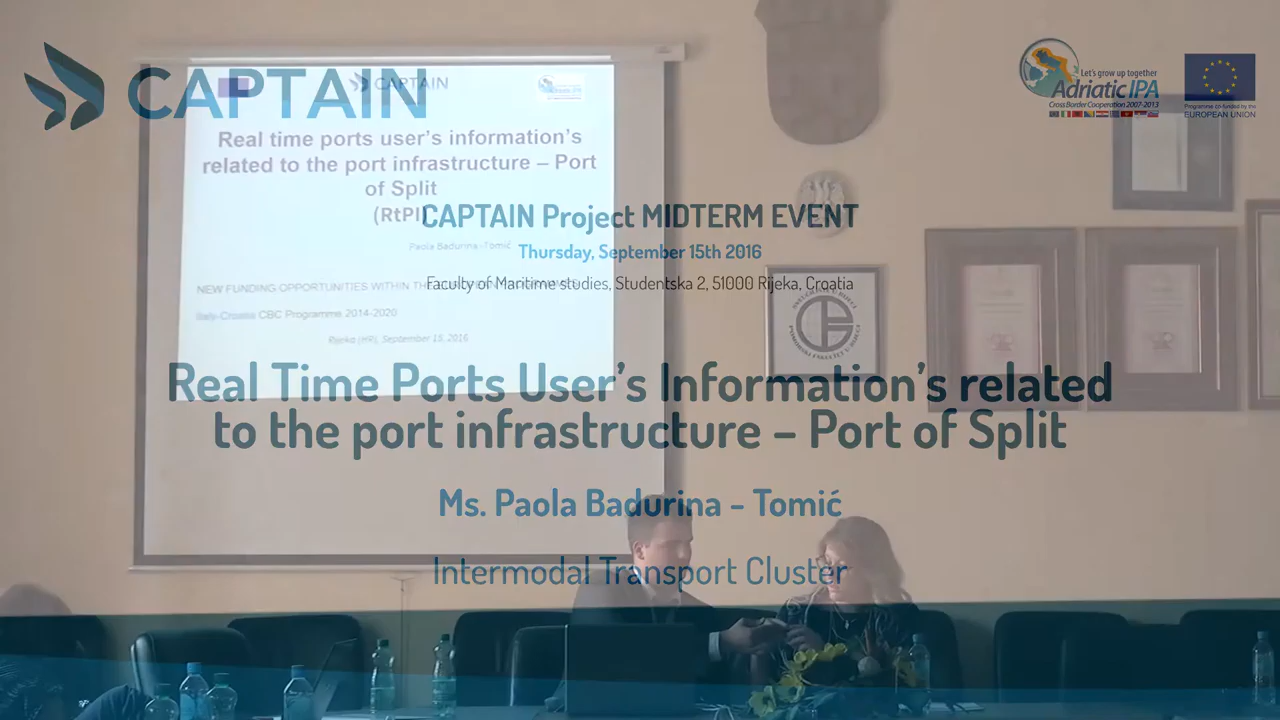 CAPTAIN
Let's grow up together
Adriatic IPA
Cross Border Cooperation 2007-2013
Programme co-funded by the
EUROPEAN UNION
CAPTAIN
Real time ports user's information's
related to the port infrastructure – Port
of Split
(RtPI)
Paola Badurina -Tomić
NEW FUNDING OPPORTUNITIES WITHIN
Italy-Croatia CBC Programme 2014-2020
Rijeka (HR), September 15, 2016
CAPTAIN Project MIDTERM EVENT
Thursday, September 15th 2016
Faculty of Maritime studies, Studentska 2, 51000 Rijeka, Croatia
Real Time Ports User’s Information’s related
to the port infrastructure – Port of Split
Ms. Paola Badurina – Tomić
Intermodal Transport Cluster